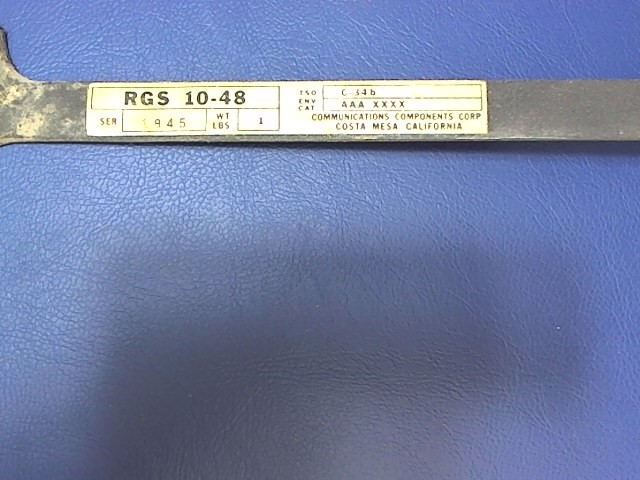 RGS 10-48
SER 1945 WT LBS 1
TSO C-34b
ENV CAT AAA XXXX
COMMUNICATIONS COMPONENTS CORP
COSTA MESA CALIFORNIA